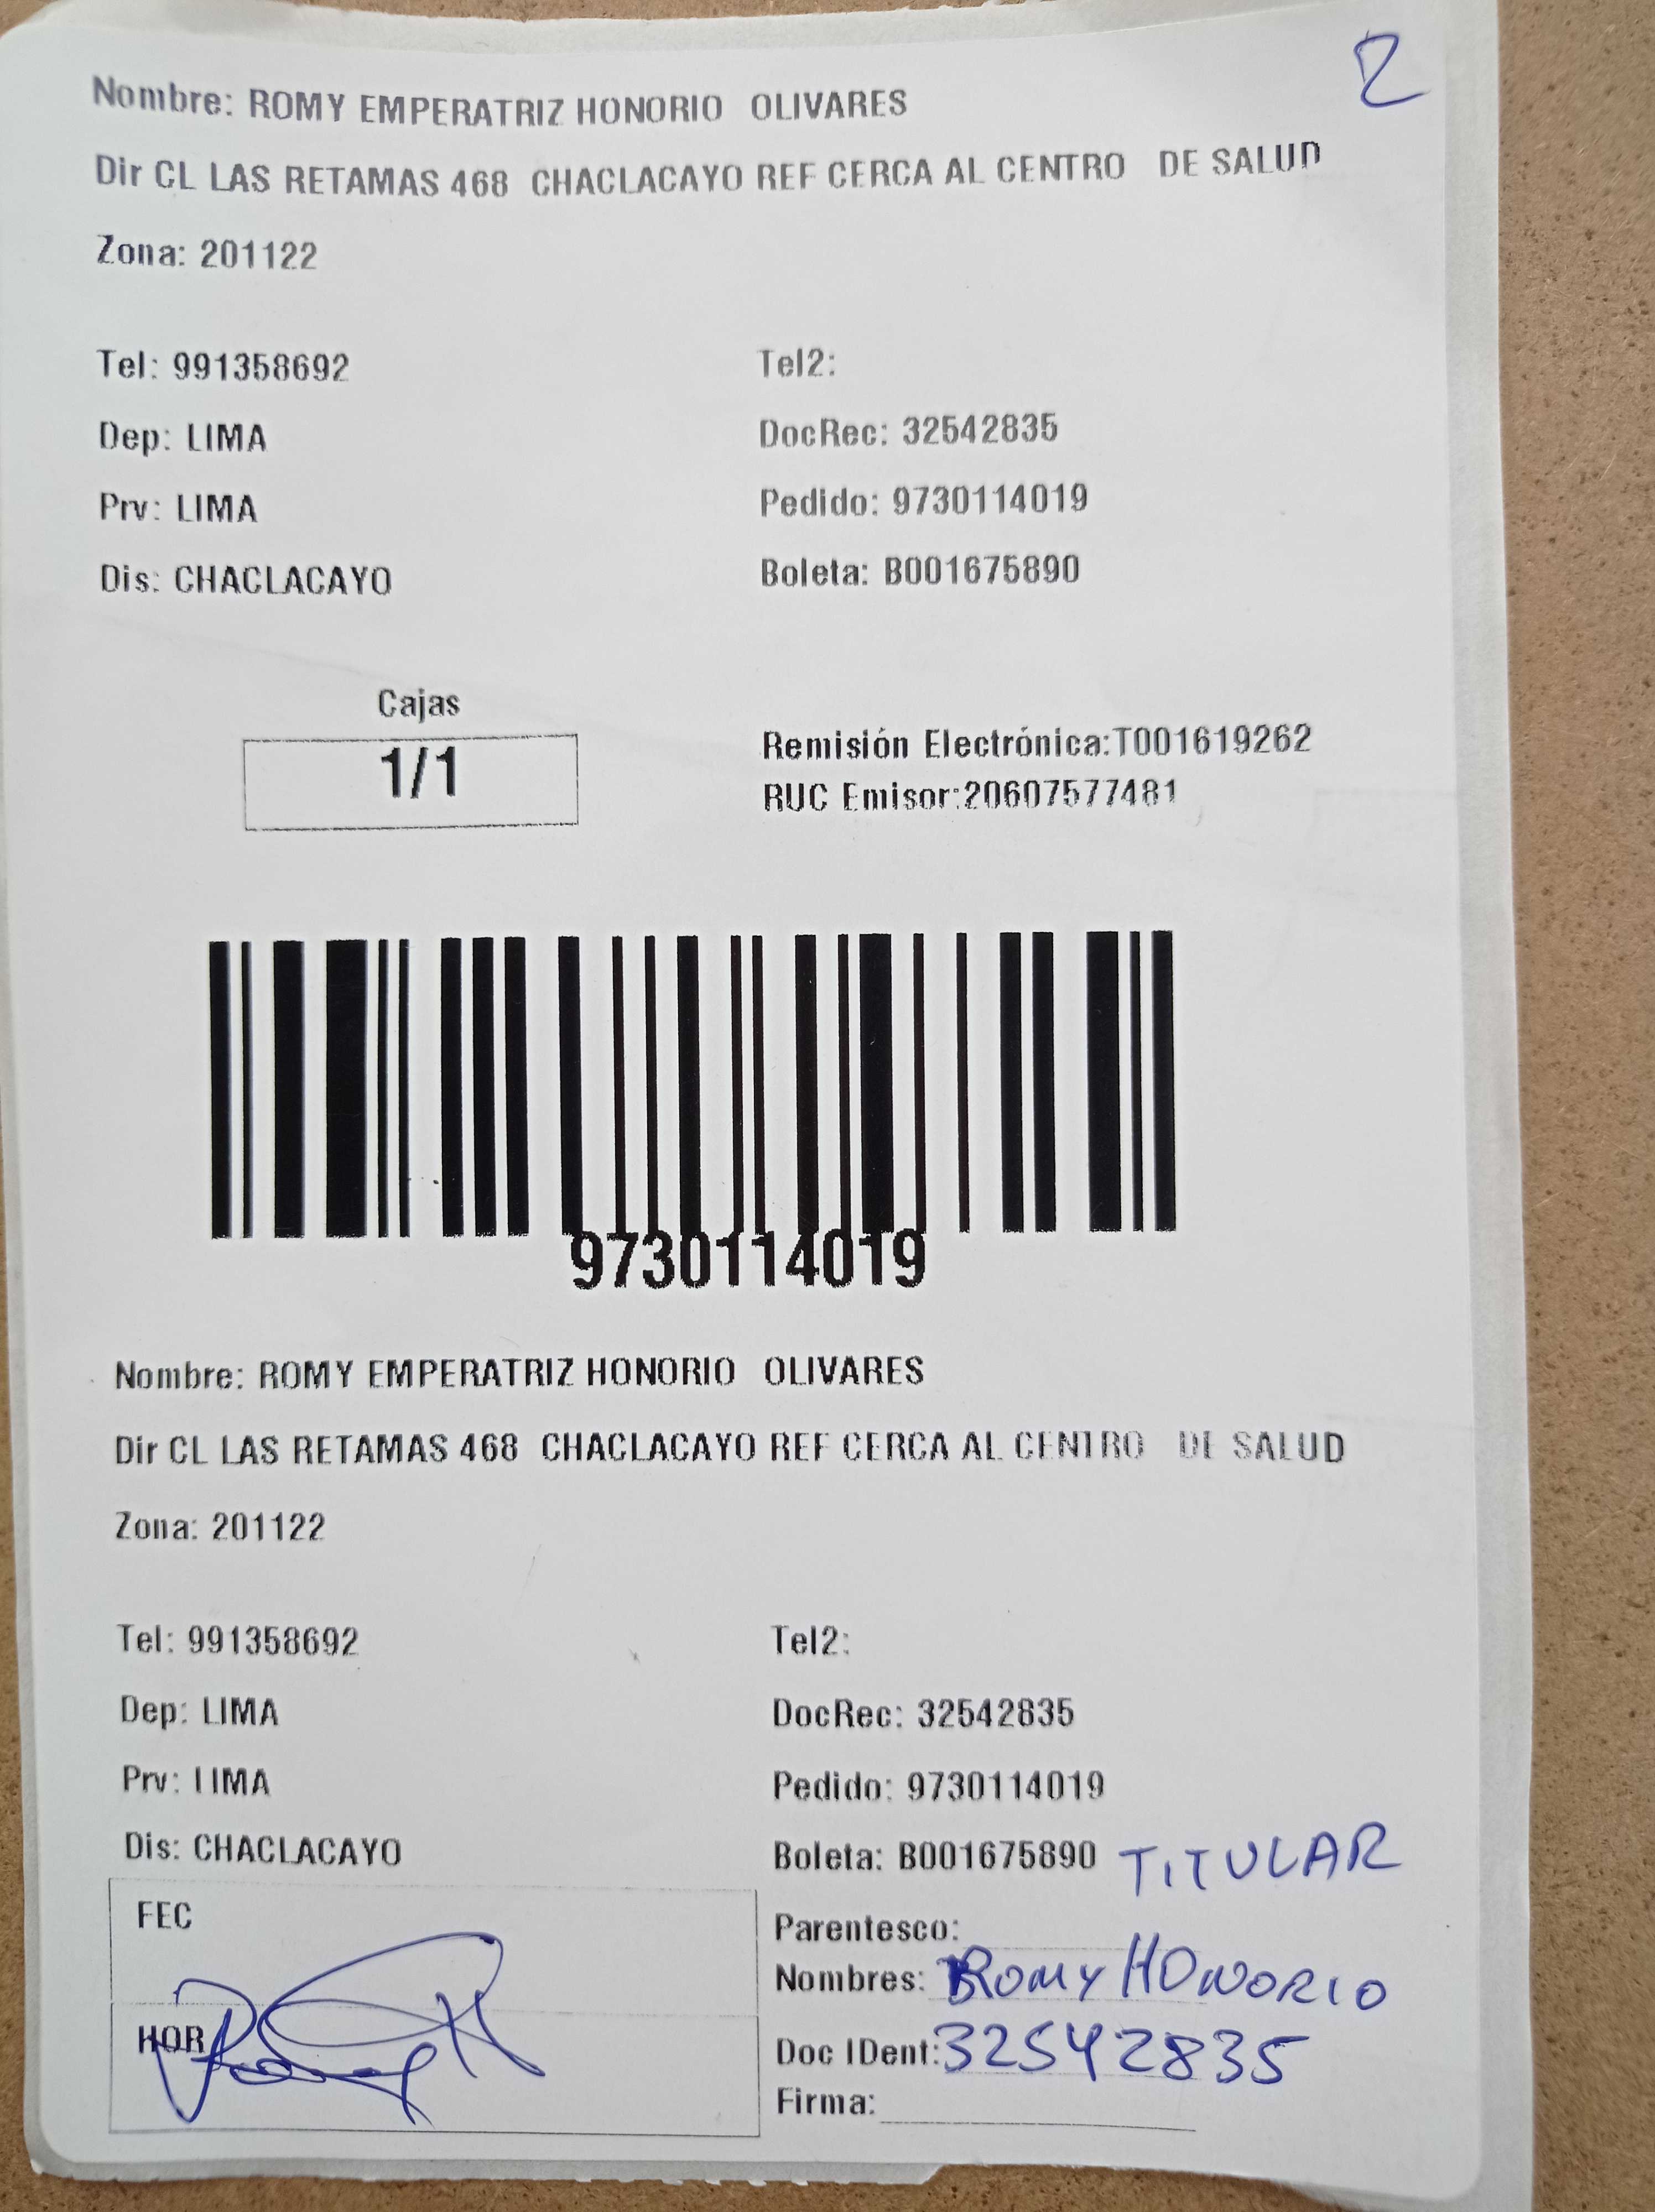 2
Nombre: ROMY EMPERATRIZ HONORIO OLIVARES
Dir CL LAS RETAMAS 468 CHACLACAYO REF CERCA AL CENTRO DE SALUD
Zona: 201122
Tel: 991358692 Tel2:
Dep: LIMA DocRec: 32542835
Prv: LIMA Pedido: 9730114019
Dis: CHACLACAYO Boleta: B001675890
Cajas
1/1
Remisión Electrónica:T001619262
RUC Emisor:20607577481
9730114019
Nombre: ROMY EMPERATRIZ HONORIO OLIVARES
Dir CL LAS RETAMAS 468 CHACLACAYO REF CERCA AL CENTRO DE SALUD
Zona: 201122
Tel: 991358692 Tel2:
Dep: LIMA DocRec: 32542835
Prv: LIMA Pedido: 9730114019
Dis: CHACLACAYO Boleta: B001675890 TITULAR
FEC
HOR
Parentesco:
Nombres: ROMY HONORIO
Doc IDent:32542835
Firma: